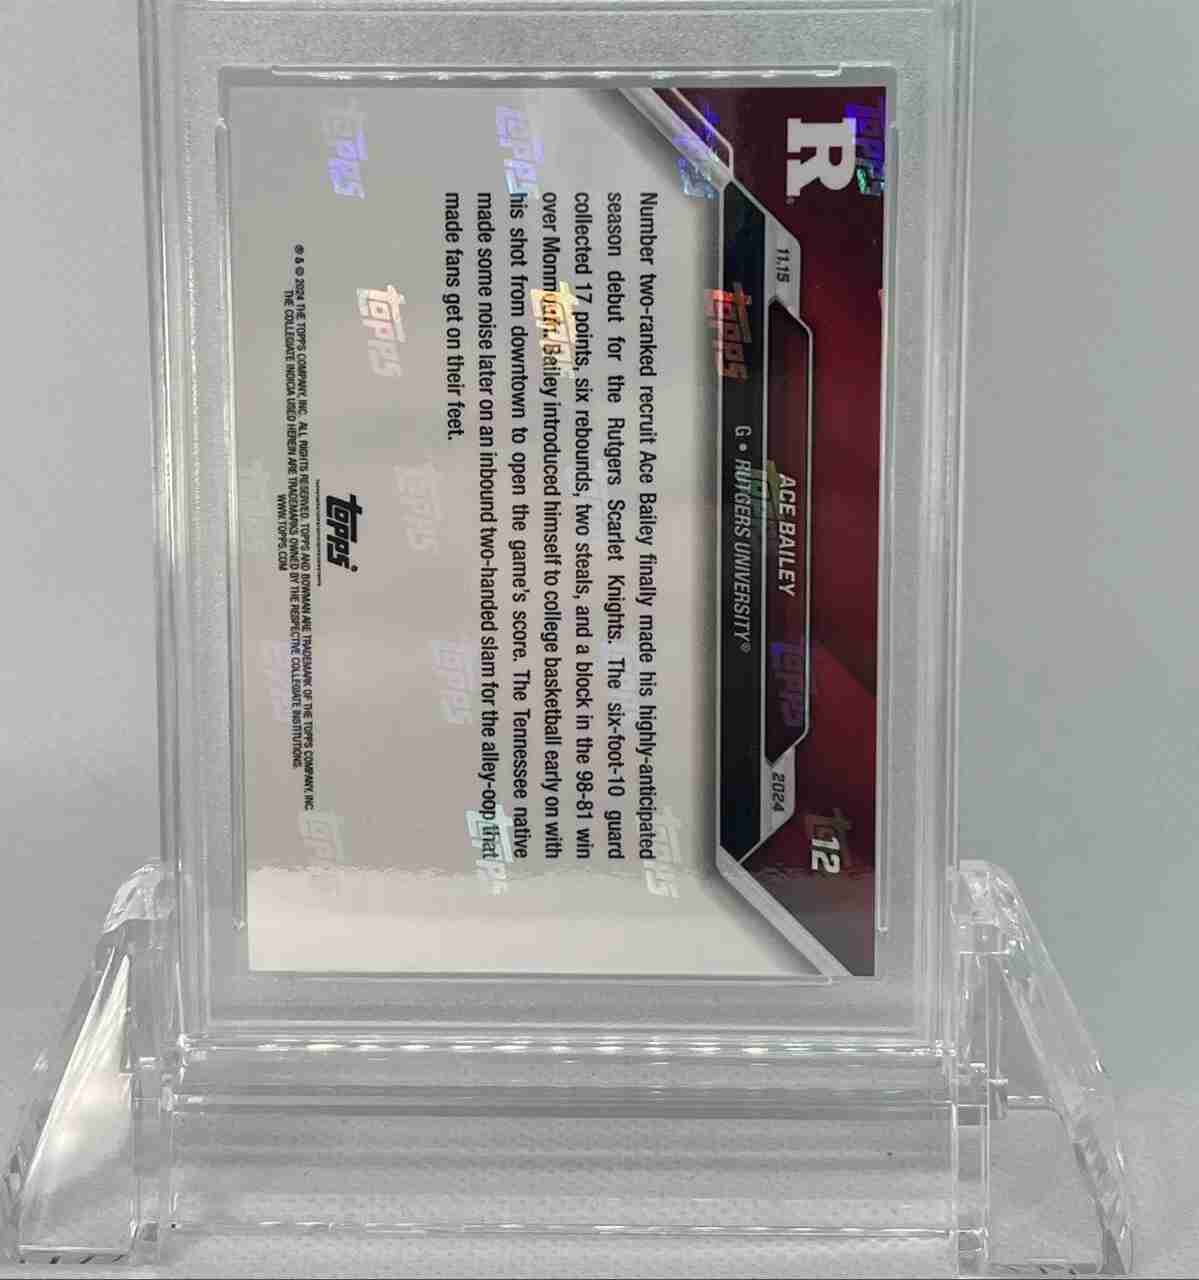 R
11.15
ACE BAILEY
2024
12
G • RUTGERS UNIVERSITY®
Number two-ranked recruit Ace Bailey finally made his highly-anticipated
season debut for the Rutgers Scarlet Knights. The six-foot-10 guard
collected 17 points, six rebounds, two steals, and a block in the 98-81 win
over Monmouth. Bailey introduced himself to college basketball early on with
his shot from downtown to open the game's score. The Tennessee native
made some noise later on an inbound two-handed slam for the alley-oop that
made fans get on their feet.
topps®
® & © 2024 THE TOPPS COMPANY, INC. ALL RIGHTS RESERVED. TOPPS AND BOWMAN ARE TRADEMARK OF THE TOPPS COMPANY, INC.
THE COLLEGIATE INDICIA USED HEREIN ARE TRADEMARKS OWNED BY THE RESPECTIVE COLLEGIATE INSTITUTIONS.
WWW.TOPPS.COM